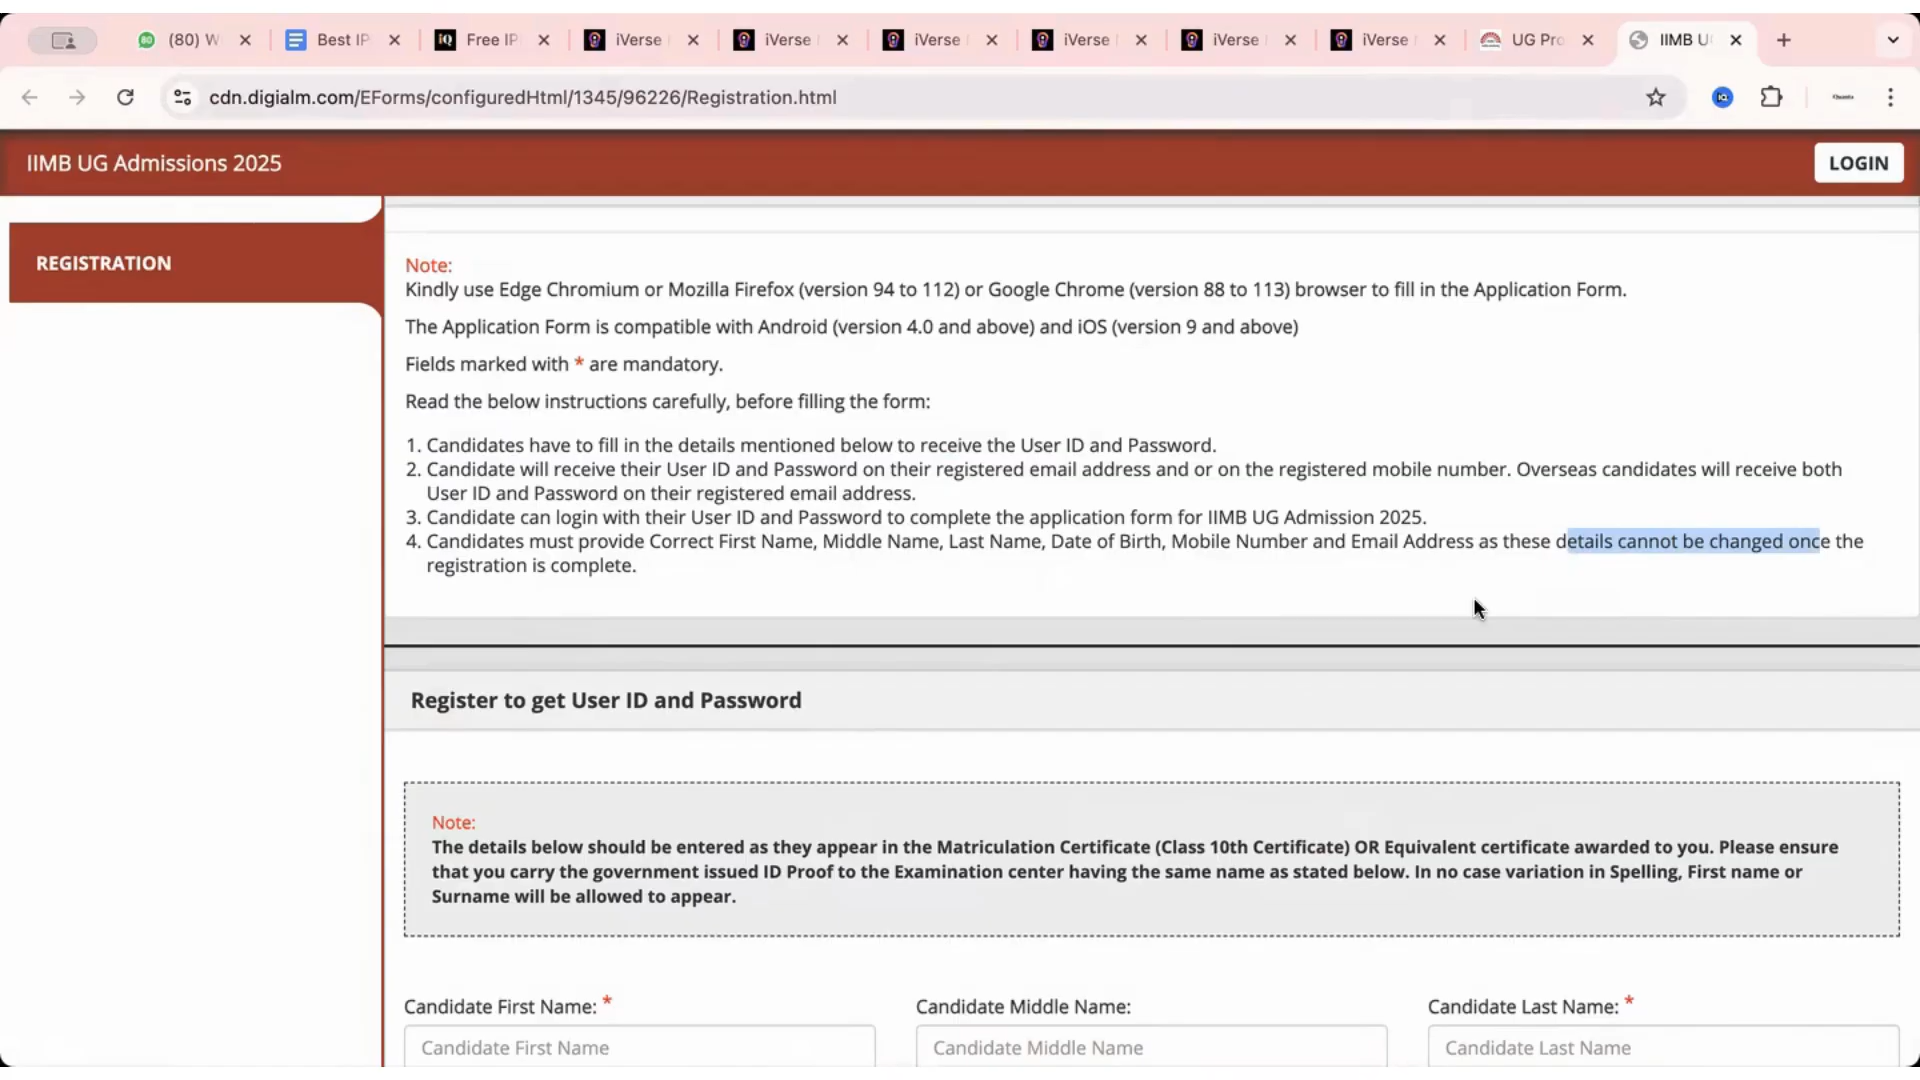 (80) W
Best IP
Free IP
iVerse
iVerse
iVerse
iVerse
iVerse
iVerse
UG Pro
IIMB U
cdn.digialm.com/EForms/configuredHtml/1345/96226/Registration.html
IIMB UG Admissions 2025
LOGIN
REGISTRATION
Note:
Kindly use Edge Chromium or Mozilla Firefox (version 94 to 112) or Google Chrome (version 88 to 113) browser to fill in the Application Form.
The Application Form is compatible with Android (version 4.0 and above) and iOS (version 9 and above)
Fields marked with * are mandatory.
Read the below instructions carefully, before filling the form:
1. Candidates have to fill in the details mentioned below to receive the User ID and Password.
2. Candidate will receive their User ID and Password on their registered email address and or on the registered mobile number. Overseas candidates will receive both
User ID and Password on their registered email address.
3. Candidate can login with their User ID and Password to complete the application form for IIMB UG Admission 2025.
4. Candidates must provide Correct First Name, Middle Name, Last Name, Date of Birth, Mobile Number and Email Address as these details cannot be changed once the
registration is complete.
Register to get User ID and Password
Note:
The details below should be entered as they appear in the Matriculation Certificate (Class 10th Certificate) OR Equivalent certificate awarded to you. Please ensure
that you carry the government issued ID Proof to the Examination center having the same name as stated below. In no case variation in Spelling, First name or
Surname will be allowed to appear.
Candidate First Name: *
Candidate Middle Name:
Candidate Last Name: *
Candidate First Name
Candidate Middle Name
Candidate Last Name